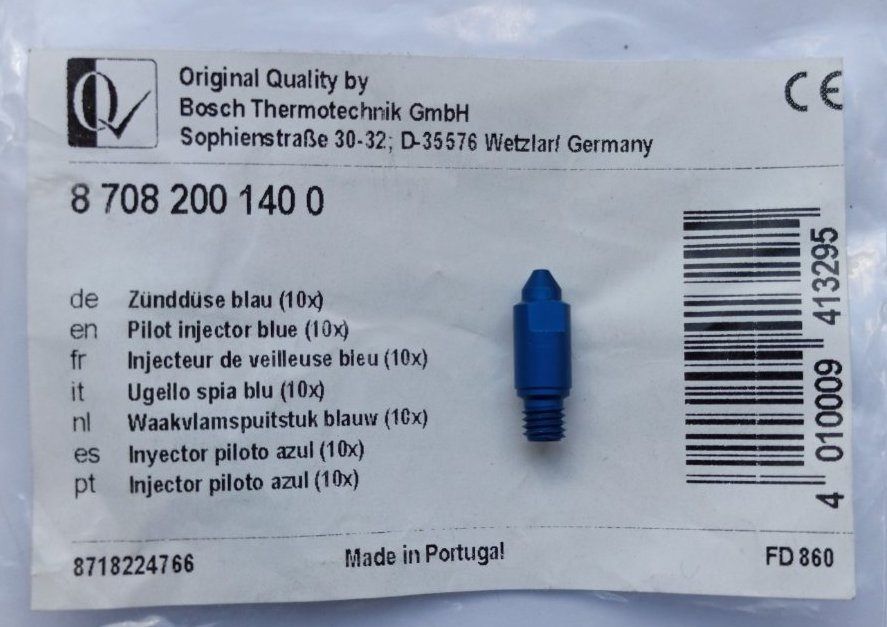 Q
Original Quality by
Bosch Thermotechnik GmbH
Sophienstraße 30-32; D-35576 Wetzlar/ Germany
CE
8 708 200 140 0
de Zünddüse blau (10x)
en Pilot injector blue (10x)
fr Injecteur de veilleuse bleu (10x)
it Ugello spia blu (10x)
nl Waakvlamspuitstuk blauw (10x)
es Inyector piloto azul (10x)
pt Injector piloto azul (10x)
4 010009 413295
8718224766 Made in Portugal FD 860